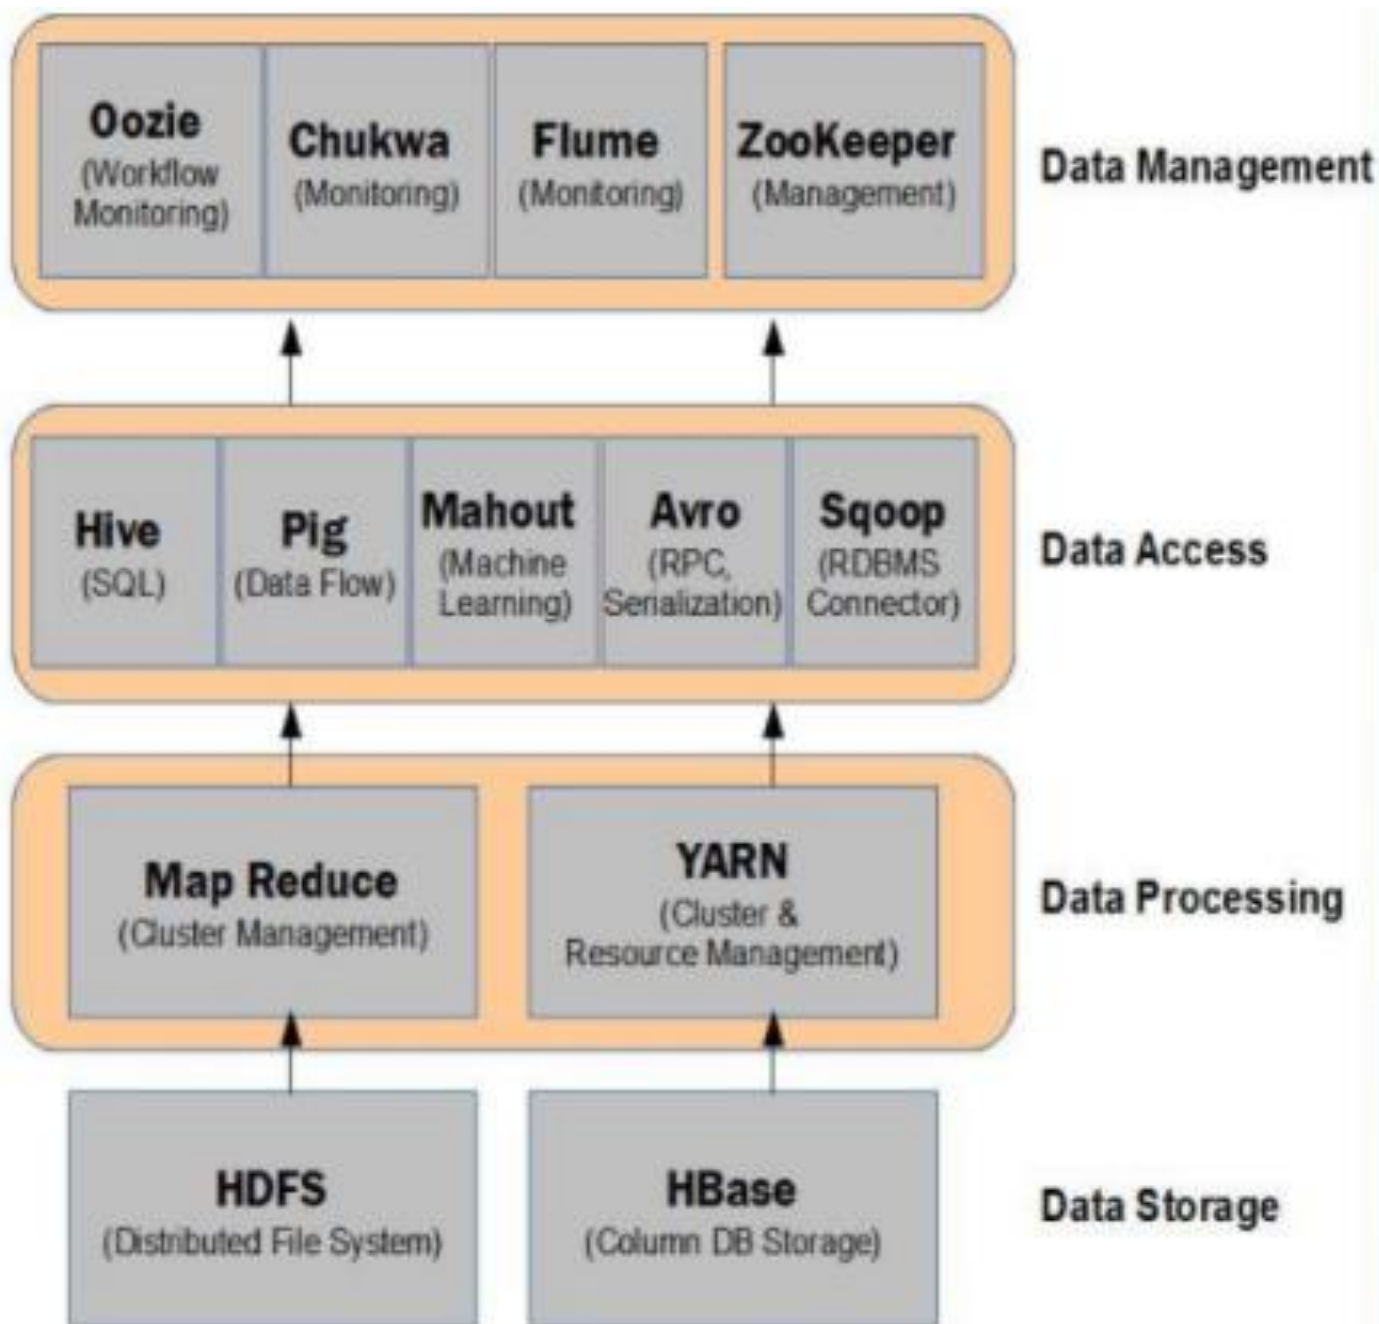 Oozie
(Workflow
Monitoring)
Chukwa
(Monitoring)
Flume
(Monitoring)
ZooKeeper
(Management)
Data Management
Hive
(SQL)
Pig
(Data Flow)
Mahout
(Machine
Learning)
Avro
(RPC,
Serialization)
Sqoop
(RDBMS
Connector)
Data Access
Map Reduce
(Cluster Management)
YARN
(Cluster &
Resource Management)
Data Processing
HDFS
(Distributed File System)
HBase
(Column DB Storage)
Data Storage